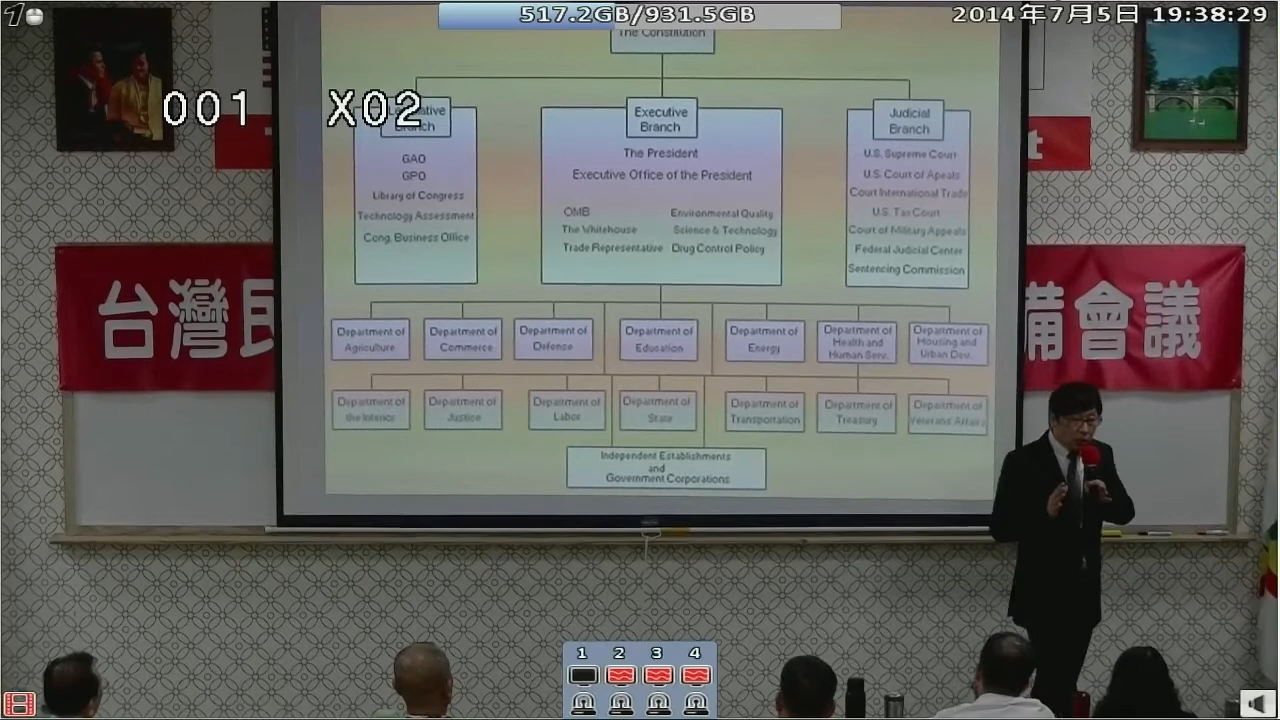 517.2GB/931.5GB
2014年7月5日 19:38:29
001 X02
The Constitution
Branch
GAO
GPO
Library of Congress
Technology Assessment
Cong. Business Office
Executive
Branch
The President
Executive Office of the President
OMB
Environmental Quality
The Whitehouse
Science & Technology
Trade Representative
Drug Control Policy
Judicial
Branch
U.S. Supreme Court
U.S. Court of Apeals
Court International Trade
U.S. Tax Court
Court of Military Appeals
Federal Judicial Center
Sentencing Commission
台灣民
備會議
t
Department of
Agriculture
Department of
Commerce
Department of
Defense
Department of
Education
Department of
Energy
Department of
Health and
Human Serv.
Department of
Housing and
Urban Dev.
Department of
the Interior
Department of
Justice
Department of
Labor
Department of
State
Department of
Transportation
Department of
Treasury
Department of
Veterans Affairs
Independent Establishments
and
Government Corporations
1 2 3 4